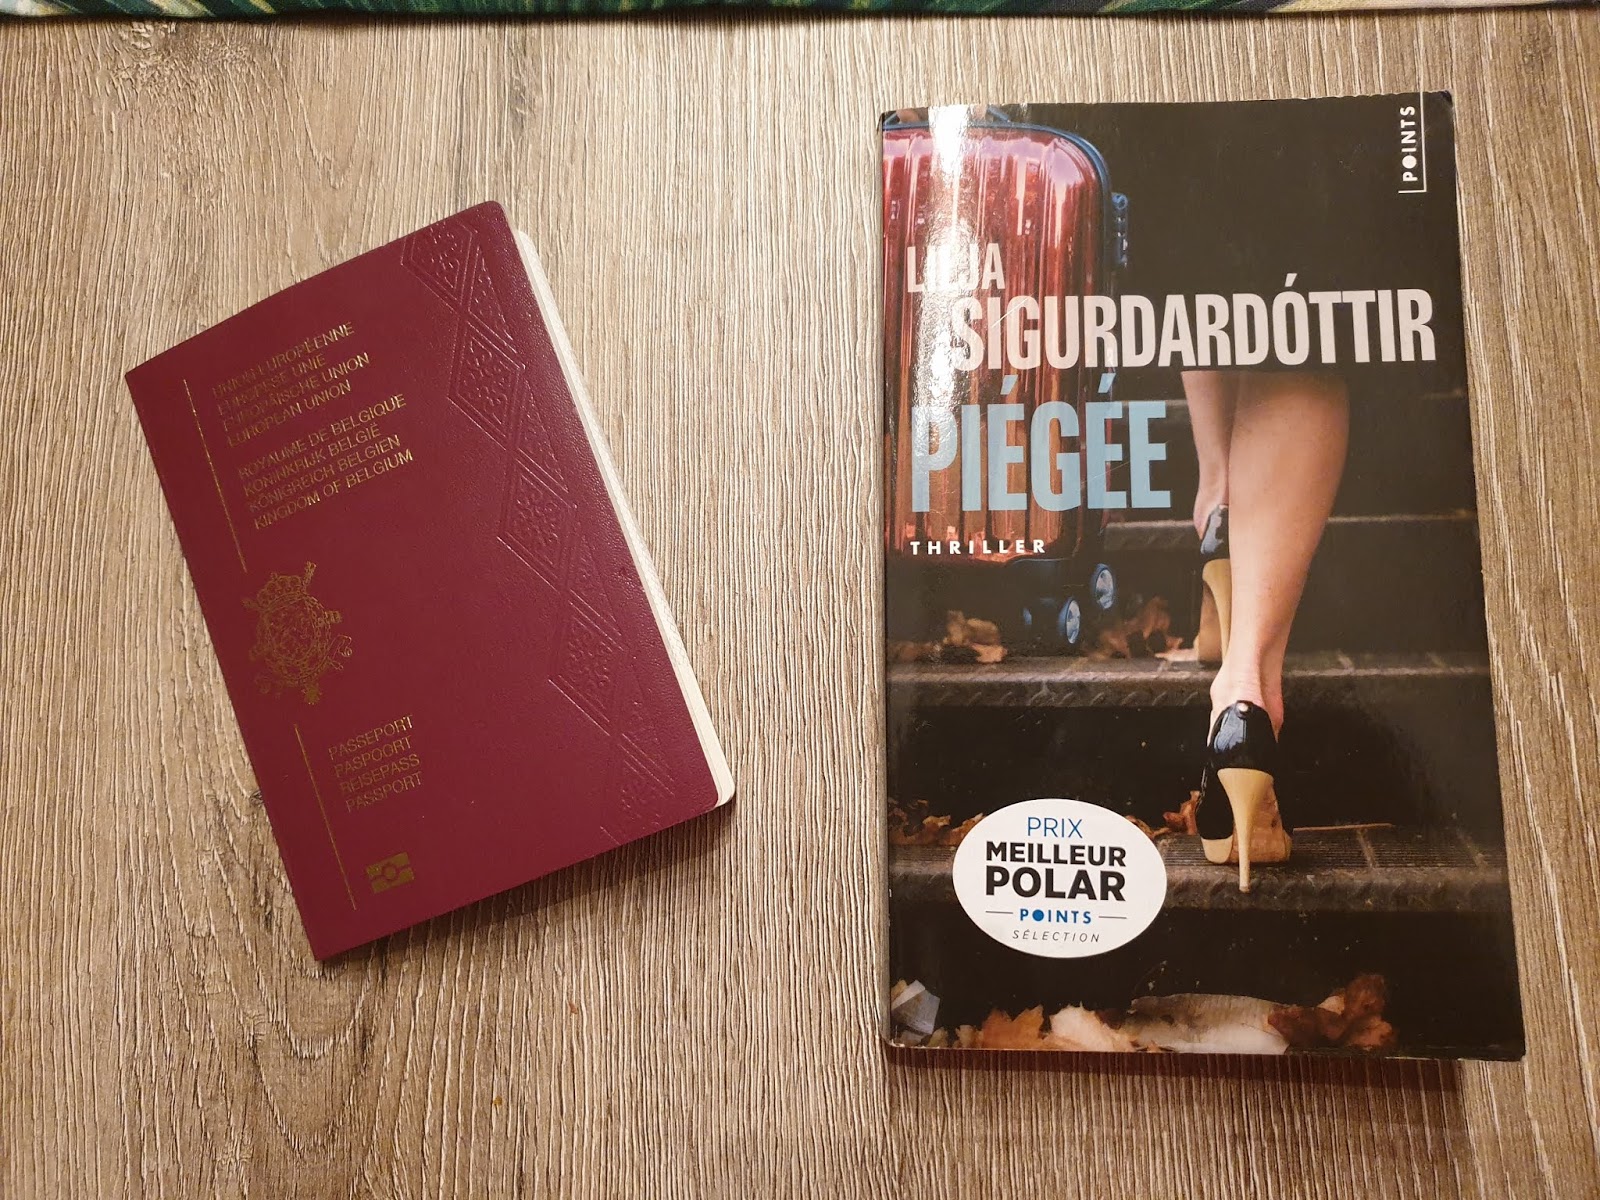 UNION EUROPÉENNE
EUROPESE UNIE
EUROPÄISCHE UNION
EUROPEAN UNION
ROYAUME DE BELGIQUE
KONINKRIJK BELGIË
KÖNIGREICH BELGIEN
KINGDOM OF BELGIUM
PASSEPORT
PASPOORT
REISEPASS
PASSPORT
POINTS
LILJA
SIGURDARDÓTTIR
PIÉGÉE
THRILLER
PRIX
MEILLEUR
POLAR
POINTS
SÉLECTION